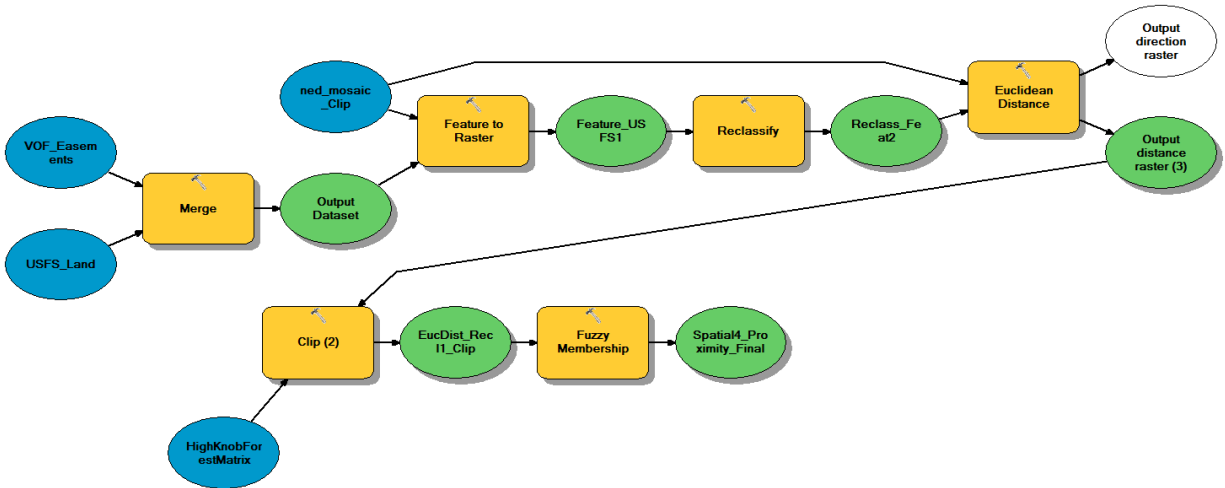 Output
direction
raster
ned_mosaic
_Clip
Euclidean
Distance
Feature to
Raster
Feature_US
FS1
Reclassify
Reclass_Fe
at2
VOF_Easem
ents
Output
distance
raster (3)
Merge
Output
Dataset
USFS_Land
Clip (2)
EucDist_Rec
l1_Clip
Fuzzy
Membership
Spatial4_Pro
ximity_Final
HighKnobFor
estMatrix